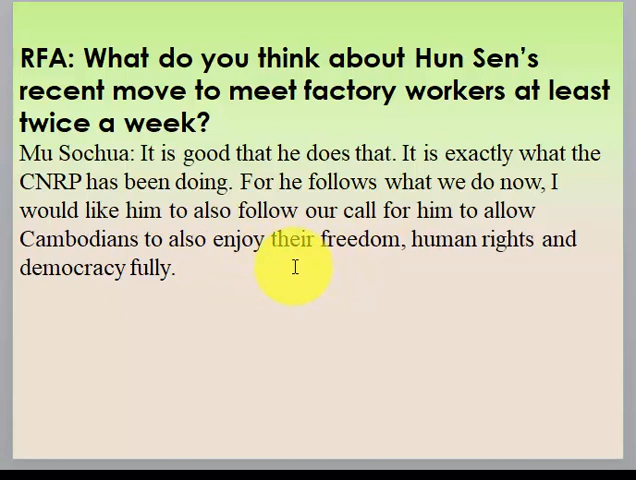 RFA: What do you think about Hun Sen’s
recent move to meet factory workers at least
twice a week?
Mu Sochua: It is good that he does that. It is exactly what the
CNRP has been doing. For he follows what we do now, I
would like him to also follow our call for him to allow
Cambodians to also enjoy their freedom, human rights and
democracy fully.